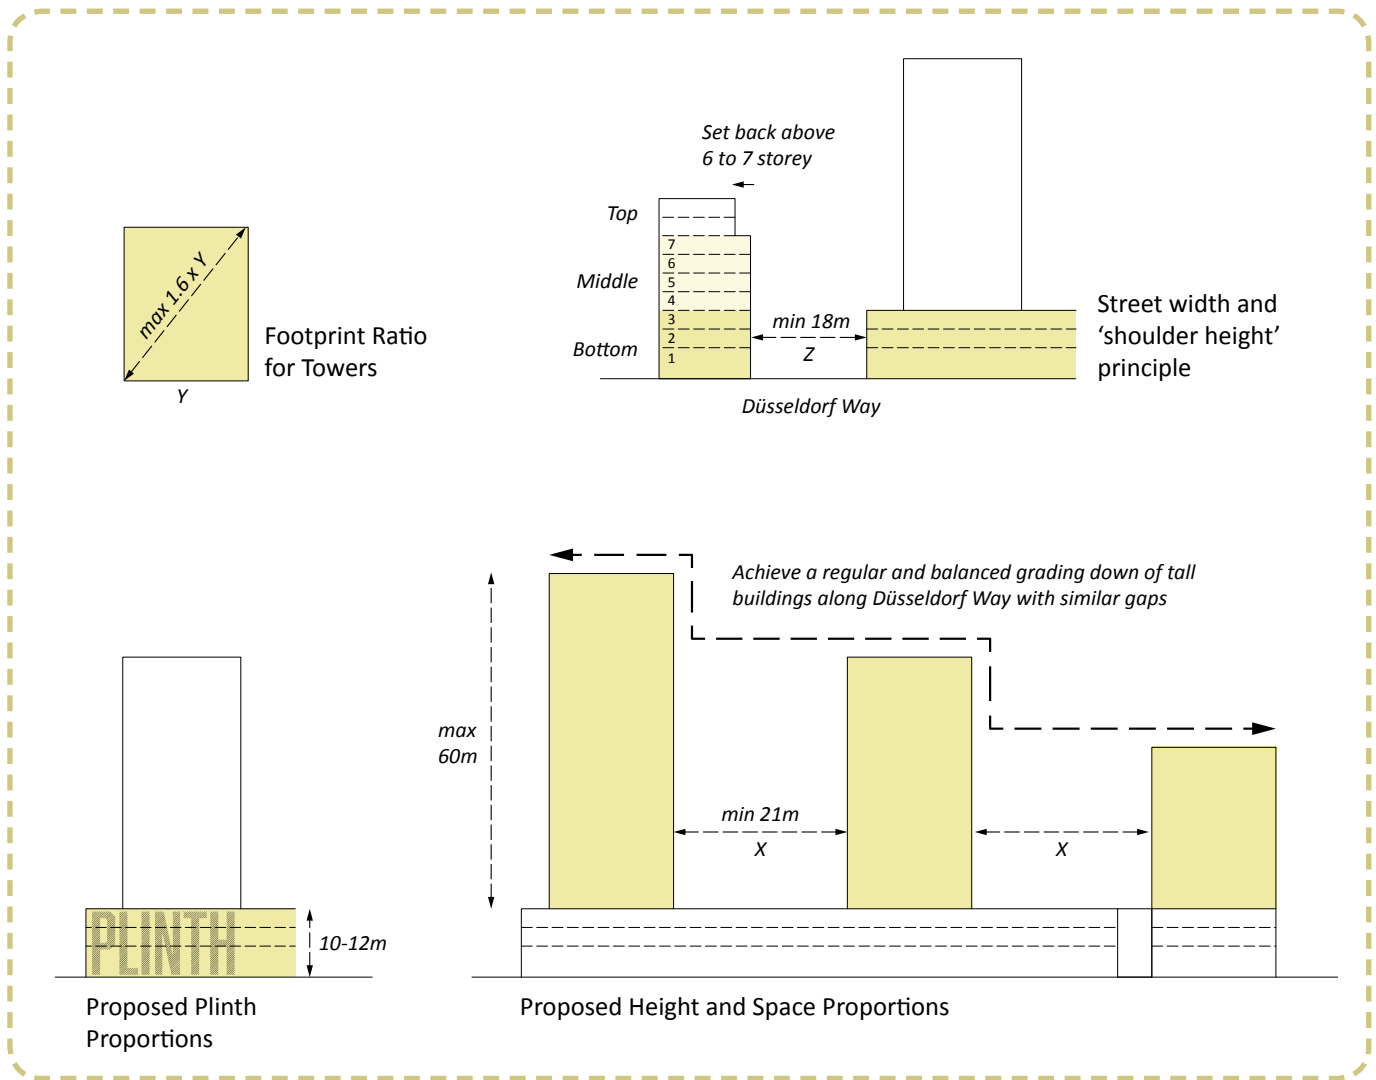 Set back above
6 to 7 storey
Top
7
6
Middle
5
4
3
2
Bottom
1
min 18m
Z
Düsseldorf Way
Street width and
‘shoulder height’
principle
max 1.6 x Y
Y
Footprint Ratio
for Towers
Achieve a regular and balanced grading down of tall
buildings along Düsseldorf Way with similar gaps
max
60m
min 21m
X
X
PLINTH
10-12m
Proposed Plinth
Proportions
Proposed Height and Space Proportions